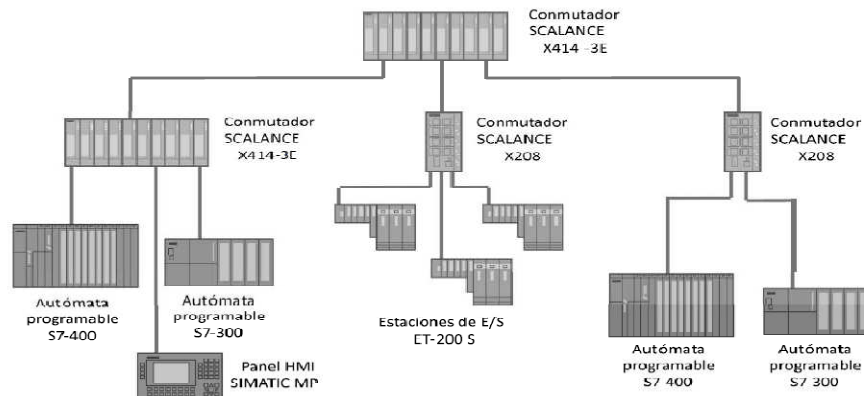 Conmutador
SCALANCE
X414 -3E
Conmutador
SCALANCE
X414-3E
Conmutador
SCALANCE
X208
Conmutador
SCALANCE
X208
Autómata
programable
S7-400
Autómata
programable
S7-300
Panel HMI
SIMATIC MP
Estaciones de E/S
ET-200 S
Autómata
programable
S7 400
Autómata
programable
S7 300